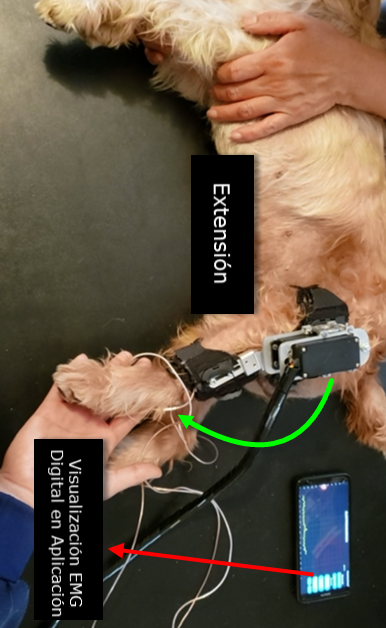 Extensión
Visualización EMG
Digital en Aplicación